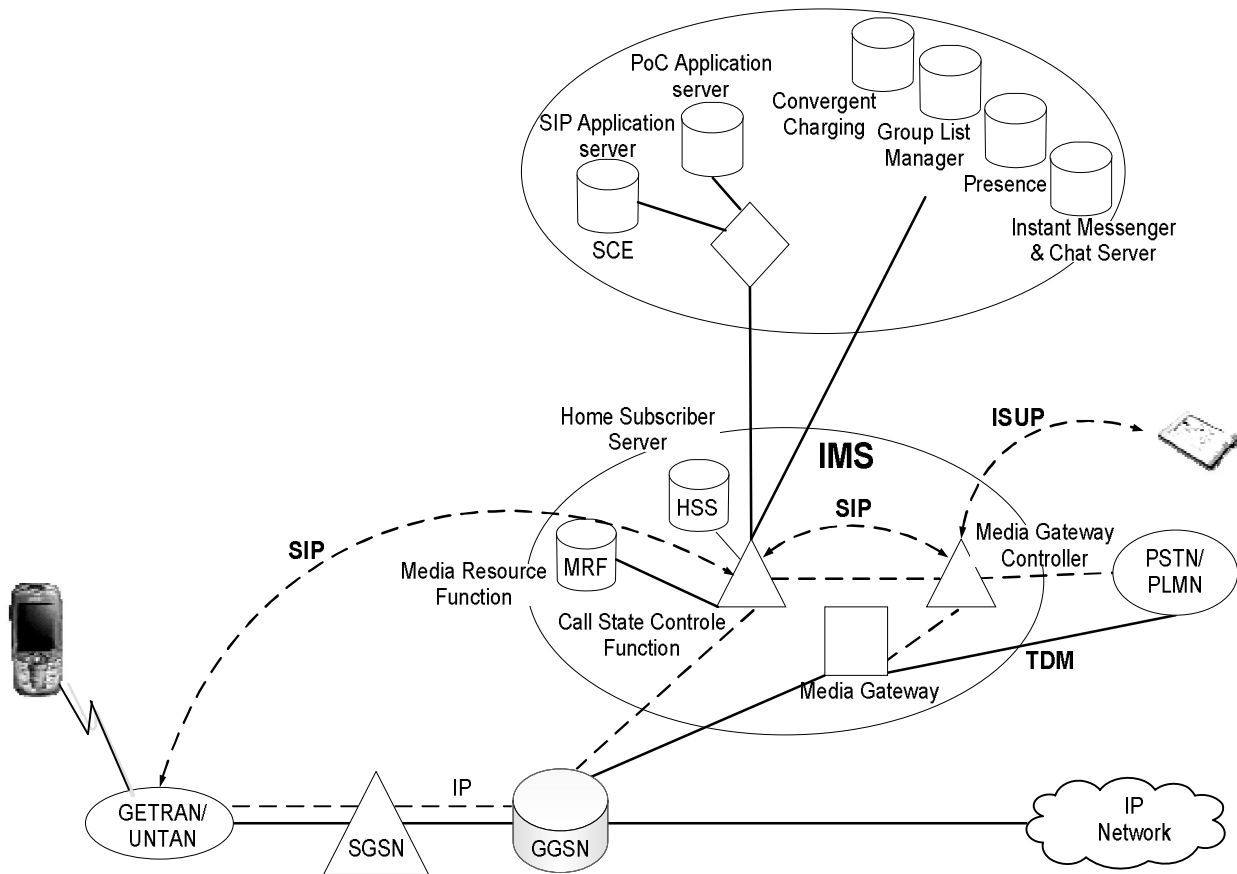 PoC Application
server
SIP Application
server
SCE
Convergent
Charging
Group List
Manager
Presence
Instant Messenger
& Chat Server
Home Subscriber
Server
IMS
ISUP
HSS
SIP
SIP
Media Resource
Function
MRF
Media Gateway
Controller
PSTN/
PLMN
Call State Controle
Function
Media Gateway
TDM
IP
GETRAN/
UNTAN
SGSN
GGSN
IP
Network